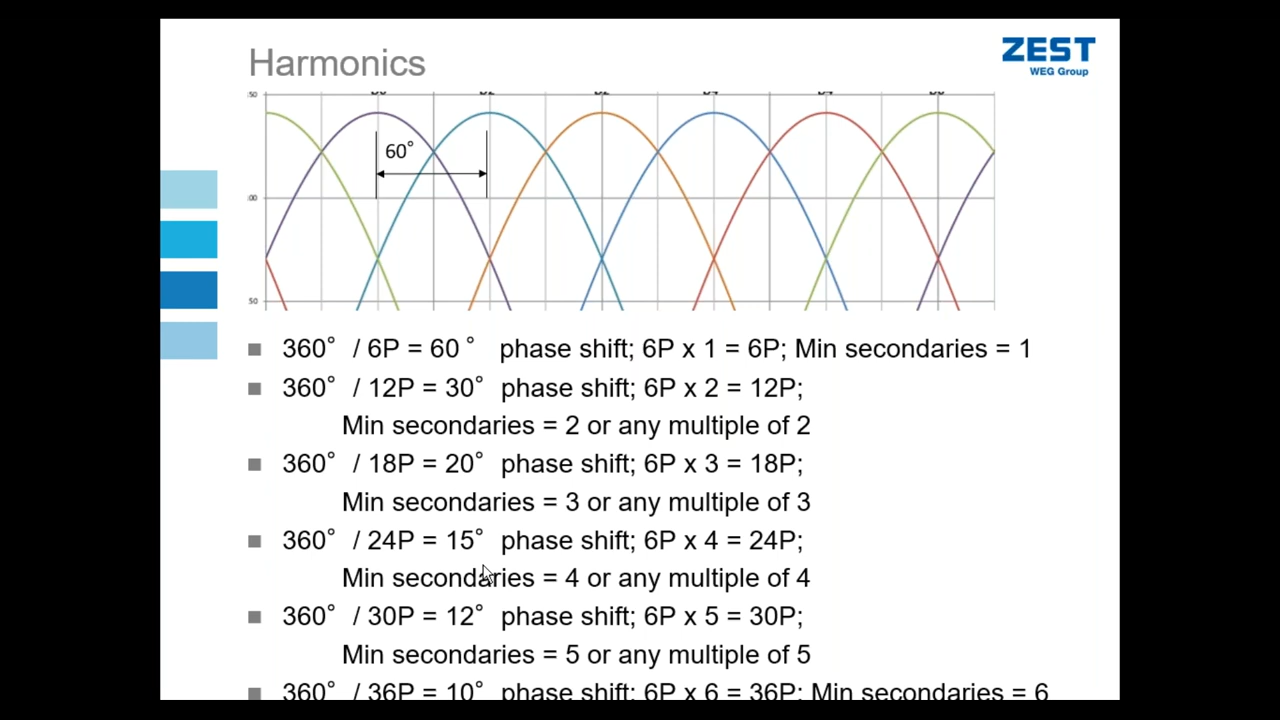 Harmonics
ZEST
WEG Group
50
60°
00
50
■ 360° / 6P = 60 ° phase shift; 6P x 1 = 6P; Min secondaries = 1
■ 360° / 12P = 30° phase shift; 6P x 2 = 12P;
Min secondaries = 2 or any multiple of 2
■ 360° / 18P = 20° phase shift; 6P x 3 = 18P;
Min secondaries = 3 or any multiple of 3
■ 360° / 24P = 15° phase shift; 6P x 4 = 24P;
Min secondaries = 4 or any multiple of 4
■ 360° / 30P = 12° phase shift; 6P x 5 = 30P;
Min secondaries = 5 or any multiple of 5
■ 360° / 36P = 10° phase shift; 6P x 6 = 36P; Min secondaries = 6